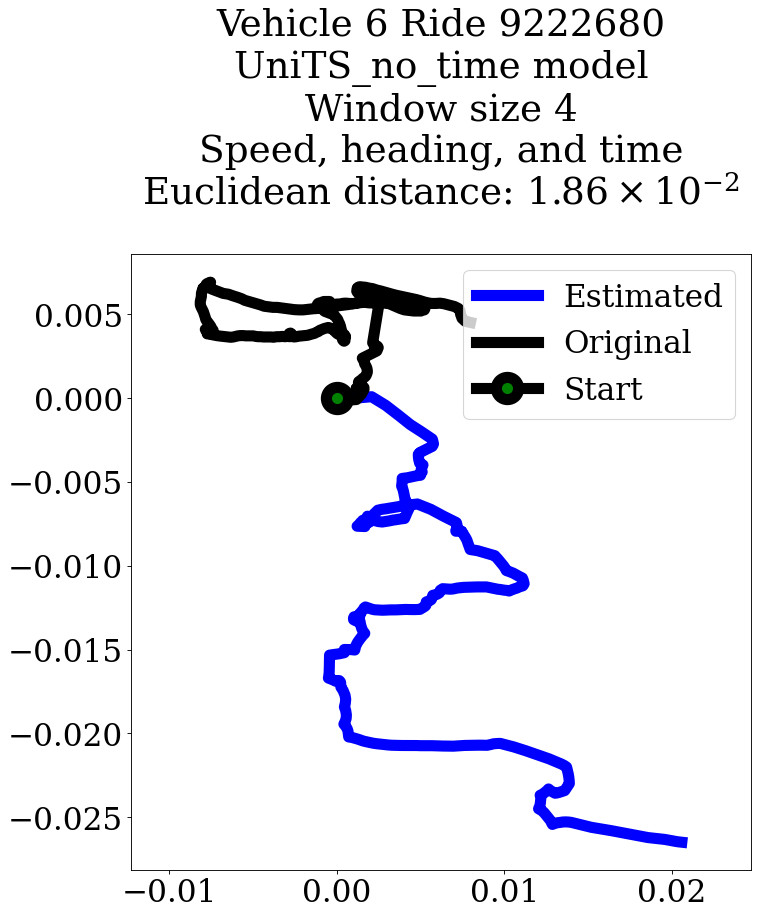 Vehicle 6 Ride 9222680
UniTS_no_time model
Window size 4
Speed, heading, and time
Euclidean distance: 1.86 × 10⁻²
Estimated
Original
Start
0.005
0.000
−0.005
−0.010
−0.015
−0.020
−0.025
−0.01 0.00 0.01 0.02